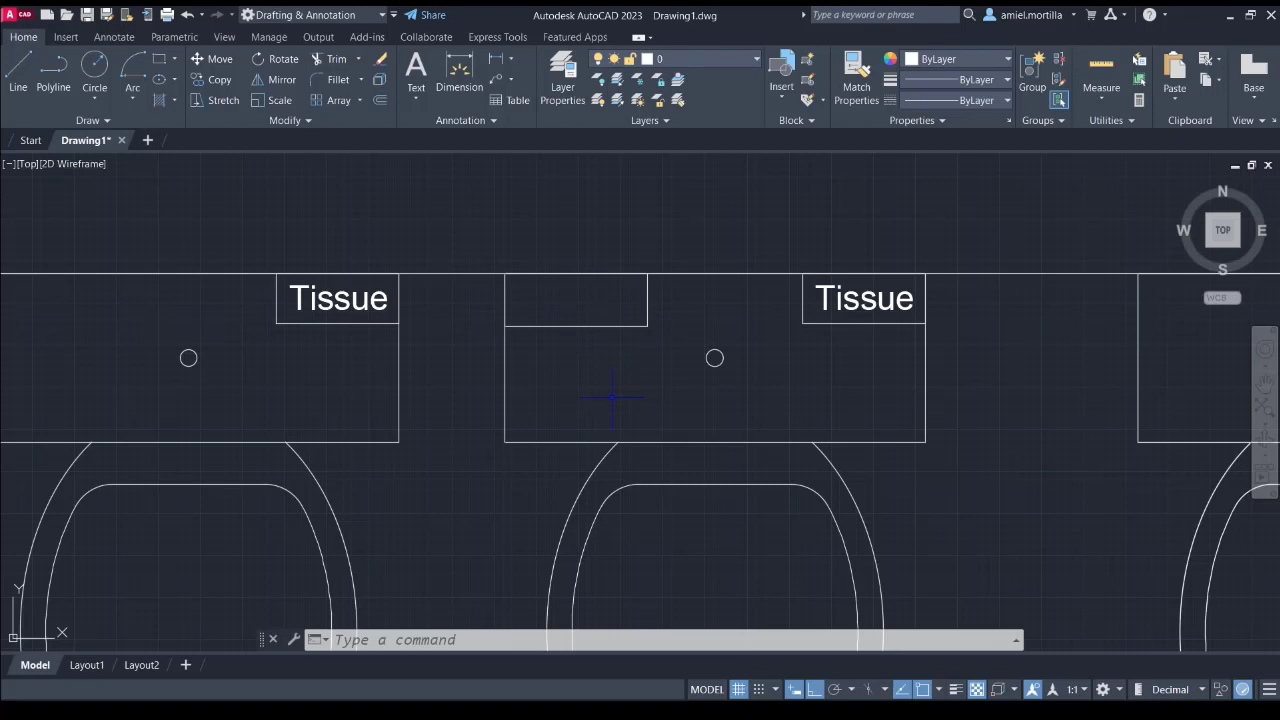 A CAD
Drafting & Annotation
Share
Autodesk AutoCAD 2023 Drawing1.dwg
Type a keyword or phrase
amiel.mortilla
Home Insert Annotate Parametric View Manage Output Add-ins Collaborate Express Tools Featured Apps
Line Polyline Circle Arc
Move Rotate Trim
Copy Mirror Fillet
Stretch Scale Array
Text Dimension Table
Layer Properties
0
Insert
Match Properties
ByLayer
ByLayer
ByLayer
Group
Measure
Paste
Base
Draw Modify Annotation Layers Block Properties Groups Utilities Clipboard View
Start Drawing1* +
[−][Top][2D Wireframe]
N
W TOP E
S
WCS
Tissue Tissue
Y
X
Type a command
Model Layout1 Layout2 +
MODEL 1:1 Decimal